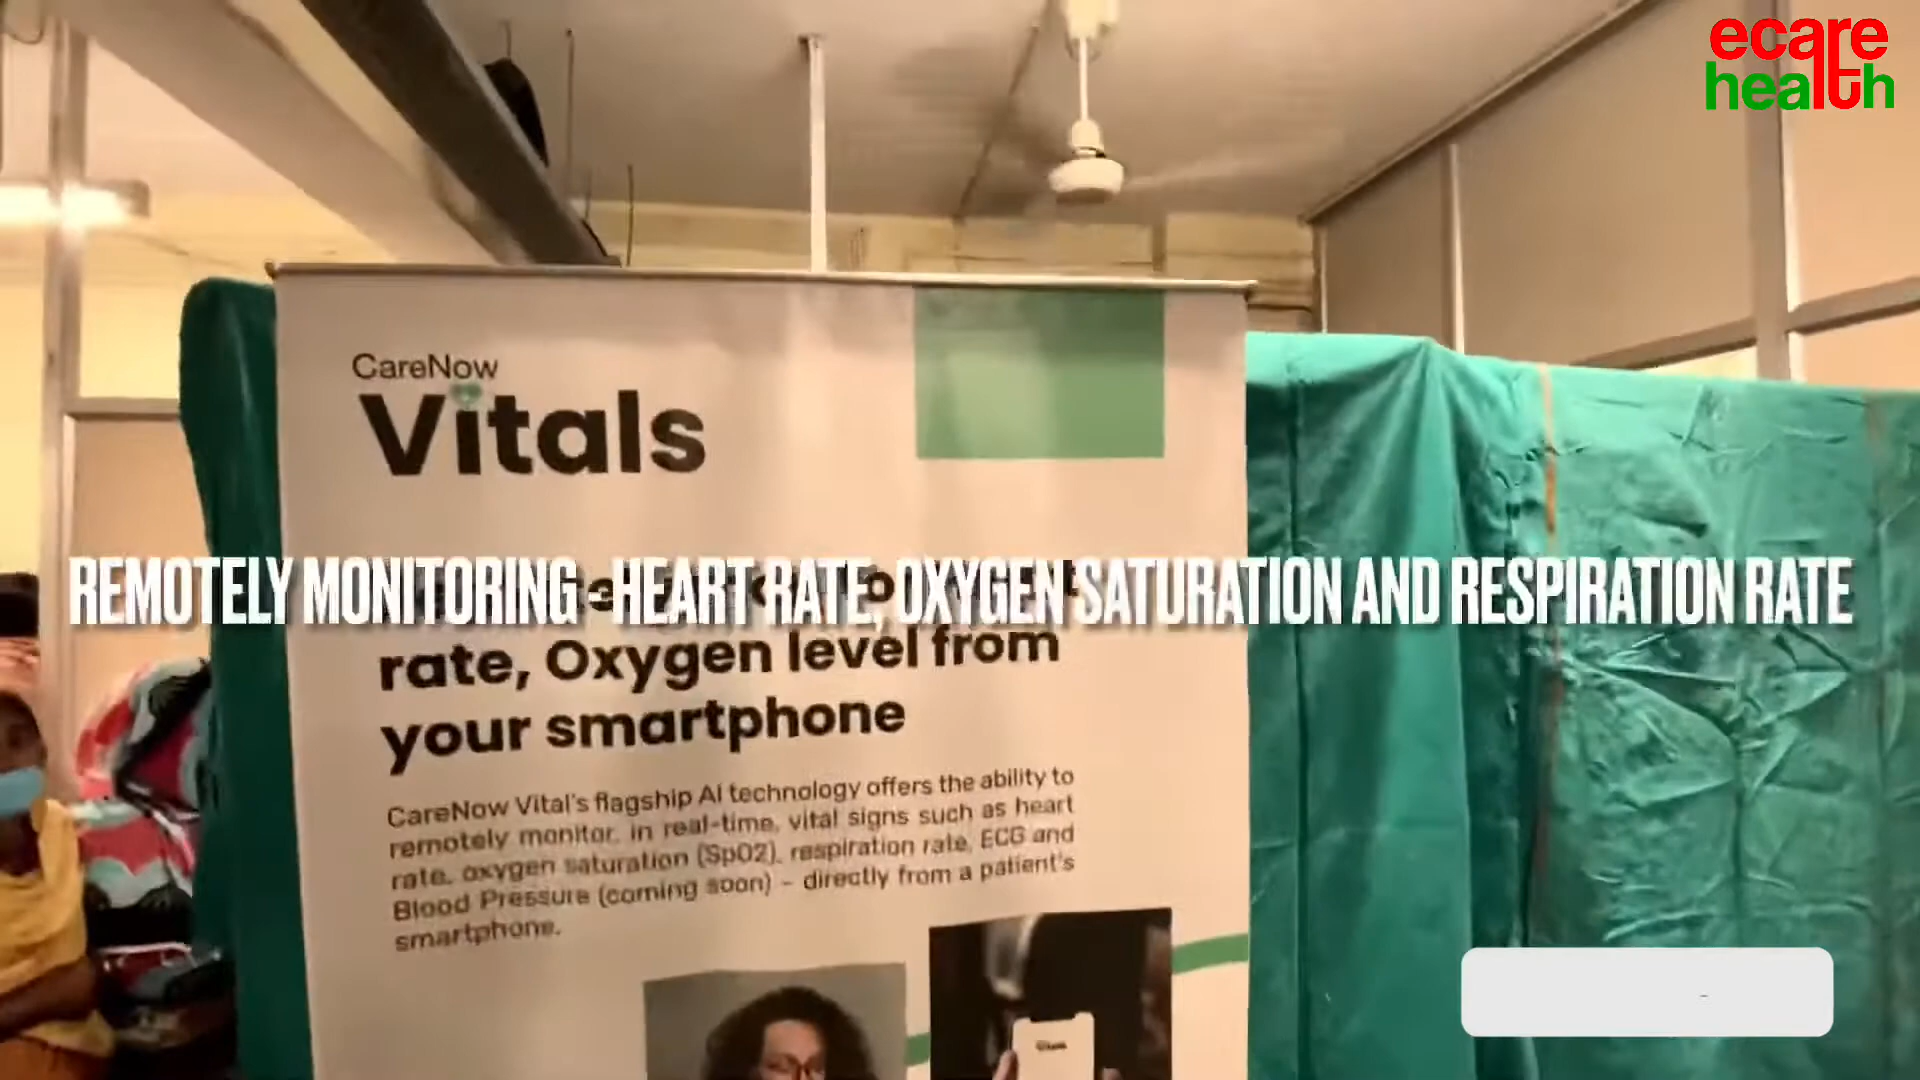 ecare
health
CareNow
Vitals
REMOTELY MONITORING - HEART RATE, OXYGEN SATURATION AND RESPIRATION RATE
rate, Oxygen level from
your smartphone
CareNow Vital's flagship AI technology offers the ability to
remotely monitor, in real-time, vital signs such as heart
rate, oxygen saturation (SpO2), respiration rate, ECG and
Blood Pressure (coming soon) - directly from a patient's
smartphone.
Vitals